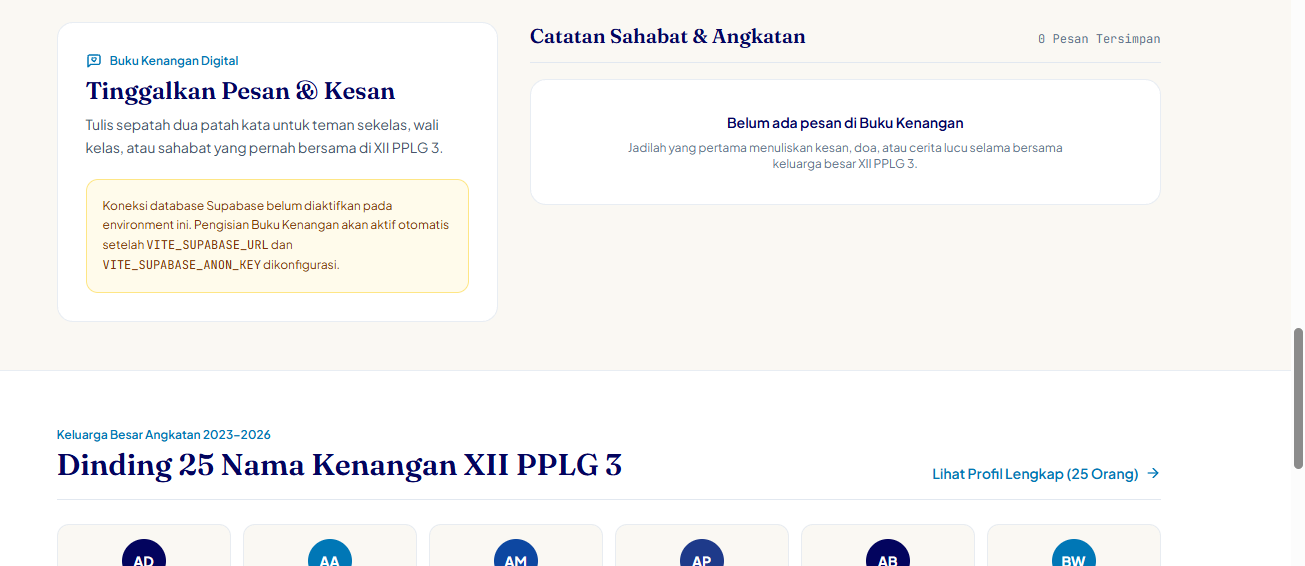 Buku Kenangan Digital
Tinggalkan Pesan & Kesan
Tulis sepatah dua patah kata untuk teman sekelas, wali
kelas, atau sahabat yang pernah bersama di XII PPLG 3.
Koneksi database Supabase belum diaktifkan pada
environment ini. Pengisian Buku Kenangan akan aktif otomatis
setelah VITE_SUPABASE_URL dan
VITE_SUPABASE_ANON_KEY dikonfigurasi.
Catatan Sahabat & Angkatan
0 Pesan Tersimpan
Belum ada pesan di Buku Kenangan
Jadilah yang pertama menuliskan kesan, doa, atau cerita lucu selama bersama
keluarga besar XII PPLG 3.
Keluarga Besar Angkatan 2023–2026
Dinding 25 Nama Kenangan XII PPLG 3
Lihat Profil Lengkap (25 Orang) →
AD
AA
AM
AP
AB
BW